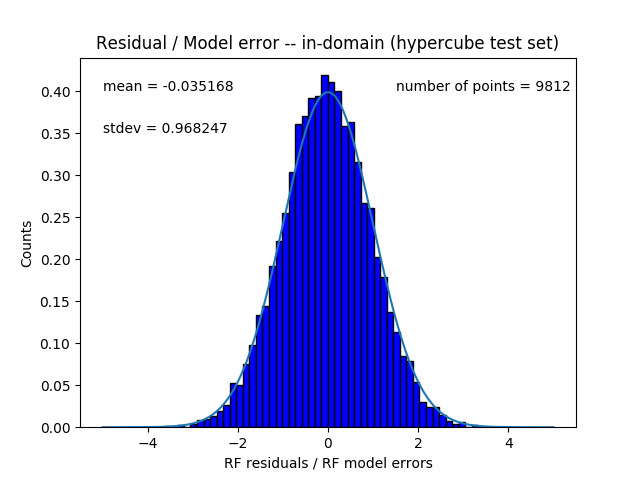 Residual / Model error -- in-domain (hypercube test set)
mean = -0.035168
number of points = 9812
stdev = 0.968247
Counts
0.40
0.35
0.30
0.25
0.20
0.15
0.10
0.05
0.00
−4 −2 0 2 4
RF residuals / RF model errors